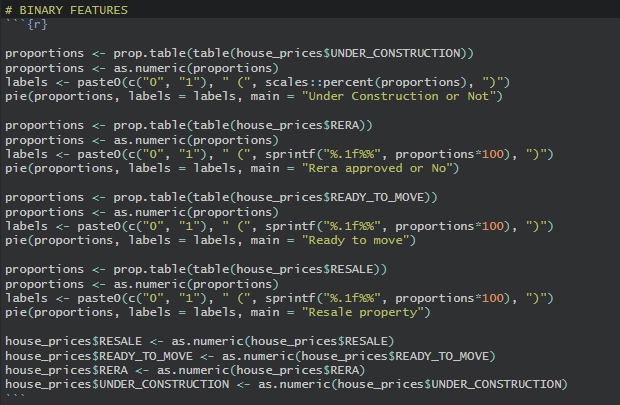 # BINARY FEATURES
```{r}
proportions <- prop.table(table(house_prices$UNDER_CONSTRUCTION))
proportions <- as.numeric(proportions)
labels <- paste0(c("0", "1"), " (", scales::percent(proportions), ")")
pie(proportions, labels = labels, main = "Under Construction or Not")
proportions <- prop.table(table(house_prices$RERA))
proportions <- as.numeric(proportions)
labels <- paste0(c("0", "1"), " (", sprintf("%.1f%%", proportions*100), ")")
pie(proportions, labels = labels, main = "Rera approved or No")
proportions <- prop.table(table(house_prices$READY_TO_MOVE))
proportions <- as.numeric(proportions)
labels <- paste0(c("0", "1"), " (", sprintf("%.1f%%", proportions*100), ")")
pie(proportions, labels = labels, main = "Ready to move")
proportions <- prop.table(table(house_prices$RESALE))
proportions <- as.numeric(proportions)
labels <- paste0(c("0", "1"), " (", sprintf("%.1f%%", proportions*100), ")")
pie(proportions, labels = labels, main = "Resale property")
house_prices$RESALE <- as.numeric(house_prices$RESALE)
house_prices$READY_TO_MOVE <- as.numeric(house_prices$READY_TO_MOVE)
house_prices$RERA <- as.numeric(house_prices$RERA)
house_prices$UNDER_CONSTRUCTION <- as.numeric(house_prices$UNDER_CONSTRUCTION)
```